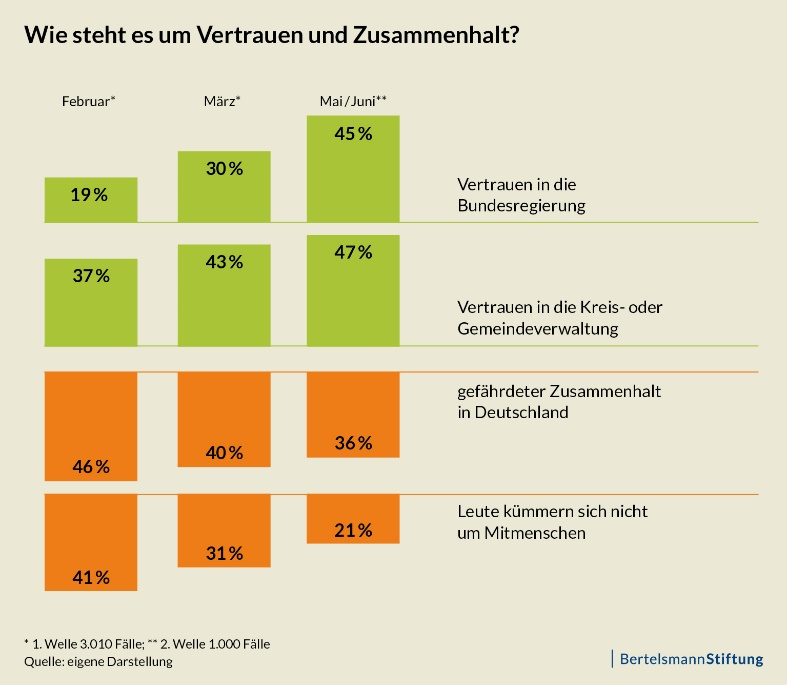 Wie steht es um Vertrauen und Zusammenhalt?
Februar*
März*
Mai/Juni**
19 %
30 %
45 %
Vertrauen in die
Bundesregierung
37 %
43 %
47 %
Vertrauen in die Kreis- oder
Gemeindeverwaltung
46 %
40 %
36 %
gefährdeter Zusammenhalt
in Deutschland
41 %
31 %
21 %
Leute kümmern sich nicht
um Mitmenschen
* 1. Welle 3.010 Fälle; ** 2. Welle 1.000 Fälle
Quelle: eigene Darstellung
BertelsmannStiftung